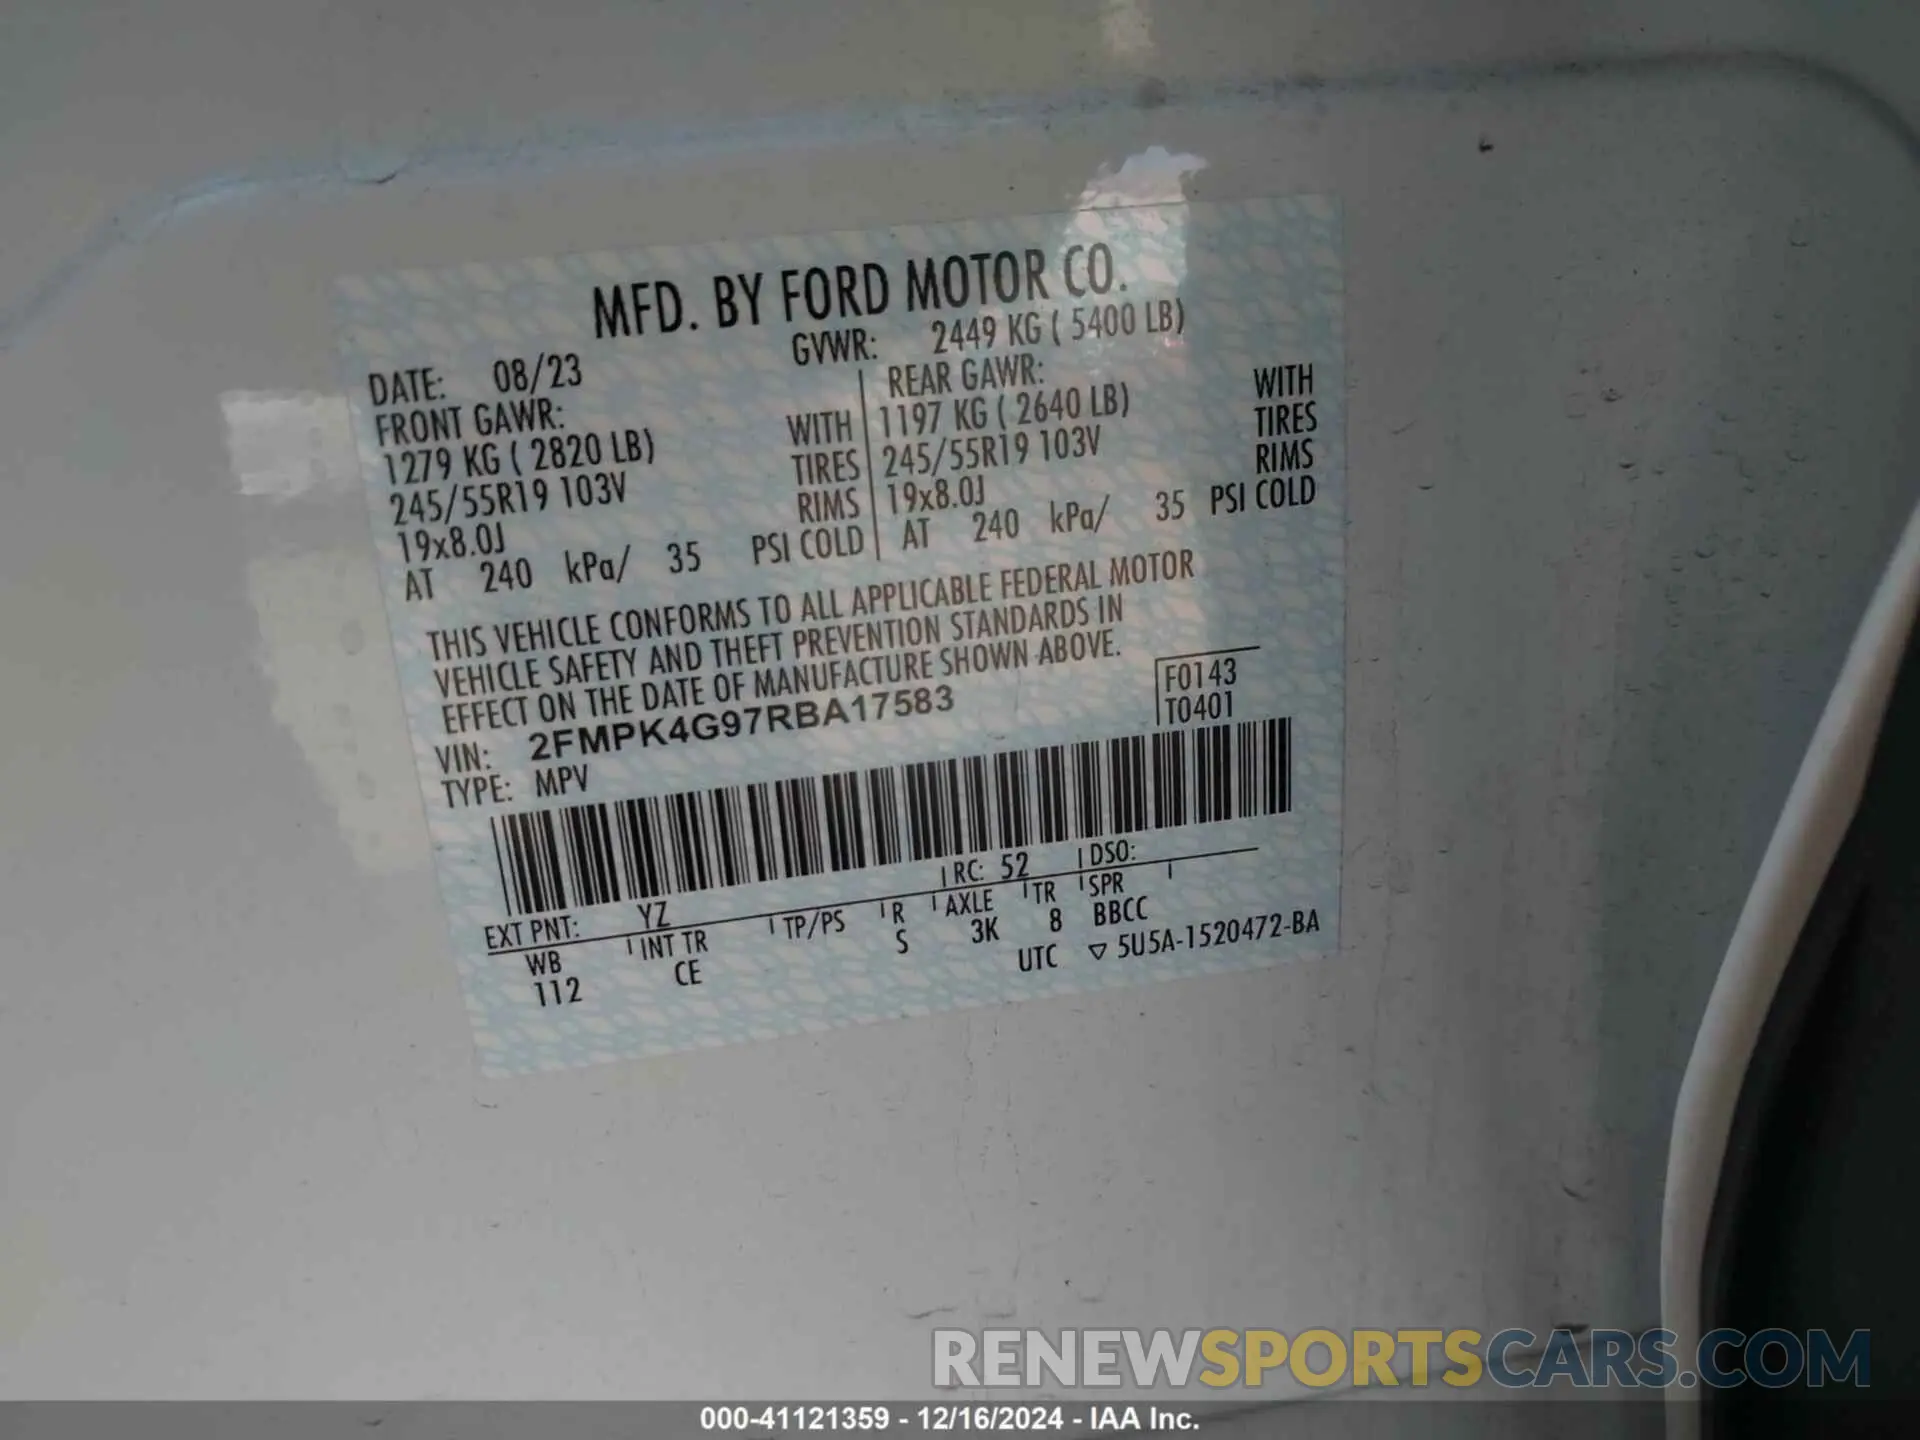 MFD. BY FORD MOTOR CO.
DATE: 08/23 GVWR: 2449 KG ( 5400 LB)
FRONT GAWR: REAR GAWR:
1279 KG ( 2820 LB) WITH 1197 KG ( 2640 LB) WITH
245/55R19 103V TIRES 245/55R19 103V TIRES
19x8.0J RIMS 19x8.0J RIMS
AT 240 kPa/ 35 PSI COLD AT 240 kPa/ 35 PSI COLD
THIS VEHICLE CONFORMS TO ALL APPLICABLE FEDERAL MOTOR
VEHICLE SAFETY AND THEFT PREVENTION STANDARDS IN
EFFECT ON THE DATE OF MANUFACTURE SHOWN ABOVE.
VIN: 2FMPK4G97RBA17583 F0143
TYPE: MPV T0401
EXT PNT: YZ RC: 52 DSO:
WB INT TR TP/PS R AXLE TR SPR
112 CE S 3K 8 BBCC
UTC ▽ 5U5A-1520472-BA
RENEWSPORTSCARS.COM
000-41121359 - 12/16/2024 - IAA Inc.